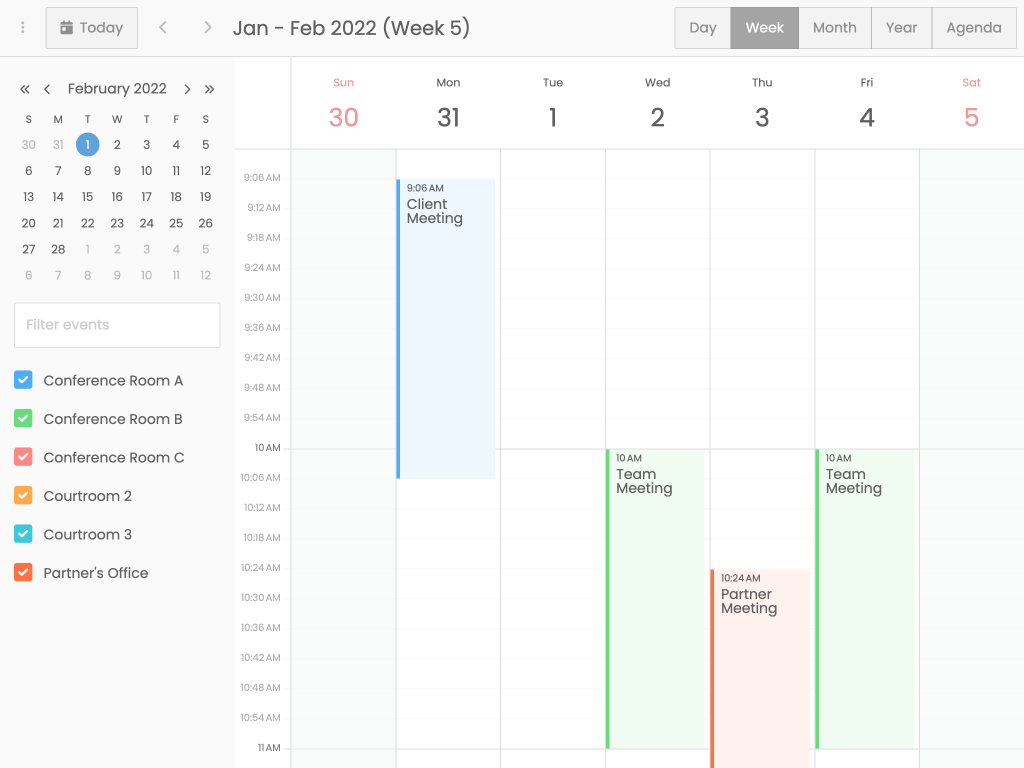 Today
Jan - Feb 2022 (Week 5)
Day Week Month Year Agenda
February 2022
S M T W T F S
30 31 1 2 3 4 5
6 7 8 9 10 11 12
13 14 15 16 17 18 19
20 21 22 23 24 25 26
27 28 1 2 3 4 5
6 7 8 9 10 11 12
Filter events
Conference Room A
Conference Room B
Conference Room C
Courtroom 2
Courtroom 3
Partner's Office
Sun Mon Tue Wed Thu Fri Sat
30 31 1 2 3 4 5
9:06 AM
9:12 AM
9:18 AM
9:24 AM
9:30 AM
9:36 AM
9:42 AM
9:48 AM
9:54 AM
10 AM
10:06 AM
10:12 AM
10:18 AM
10:24 AM
10:30 AM
10:36 AM
10:42 AM
10:48 AM
10:54 AM
11 AM
9:06 AM
Client
Meeting
10 AM
Team
Meeting
10:24 AM
Partner
Meeting
10 AM
Team
Meeting